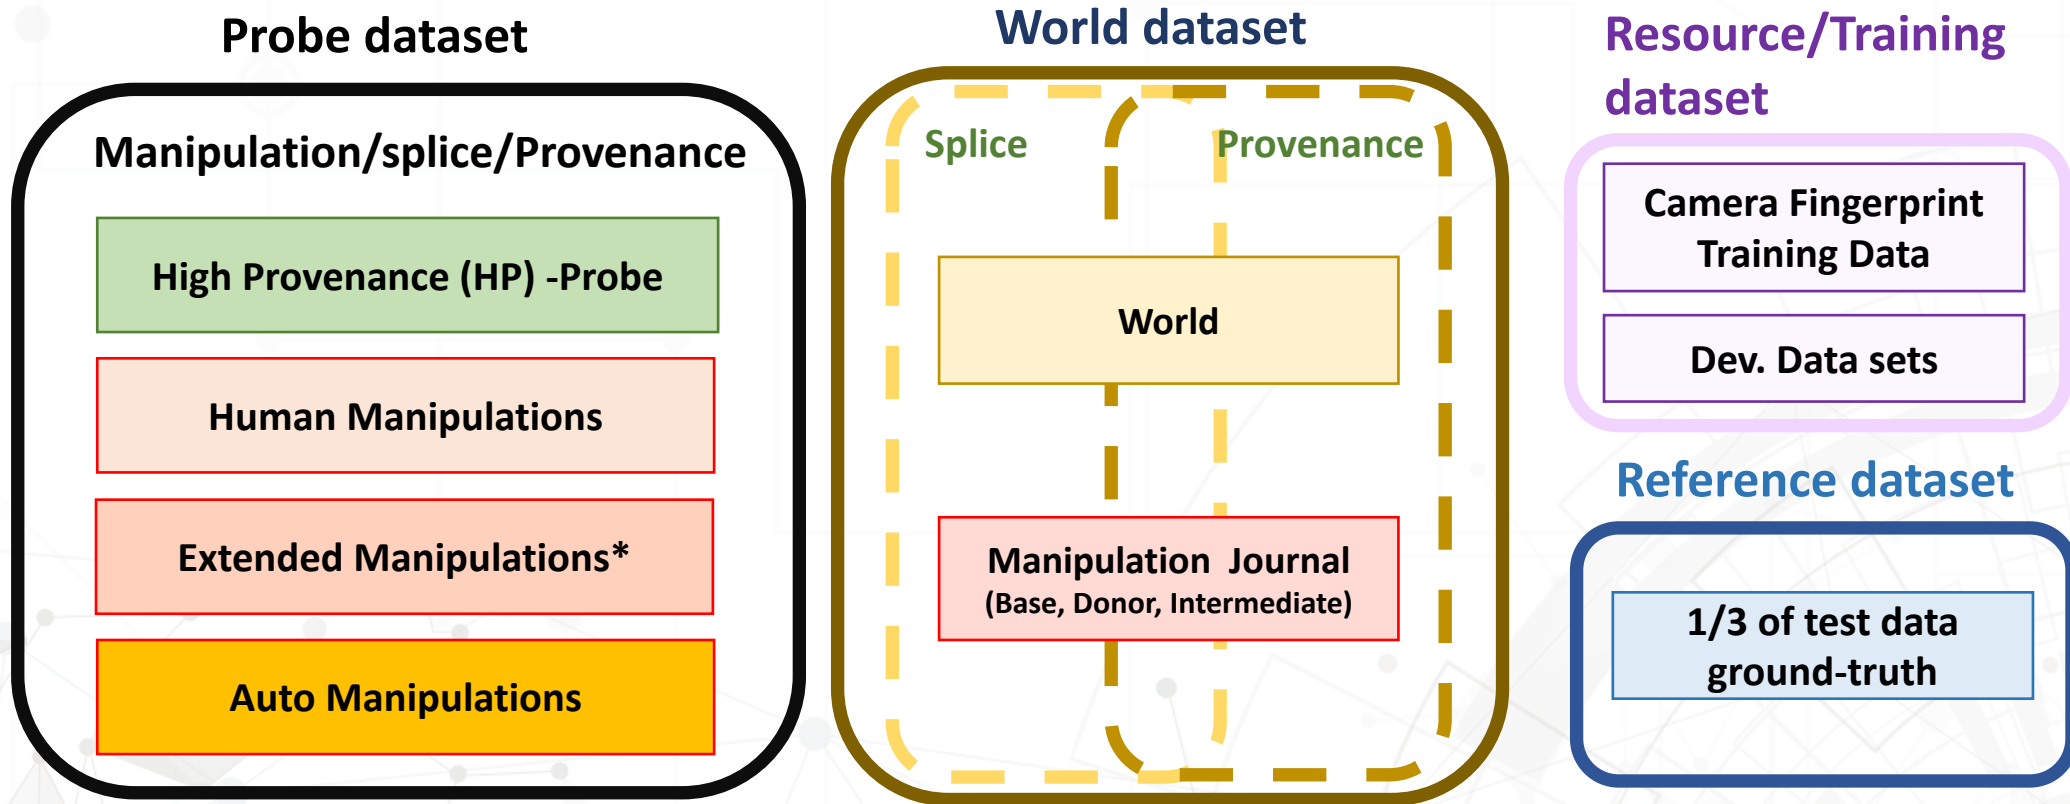 Probe dataset
Manipulation/splice/Provenance
High Provenance (HP) -Probe
Human Manipulations
Extended Manipulations*
Auto Manipulations
World dataset
Splice
Provenance
World
Manipulation Journal
(Base, Donor, Intermediate)
Resource/Training
dataset
Camera Fingerprint
Training Data
Dev. Data sets
Reference dataset
1/3 of test data
ground-truth